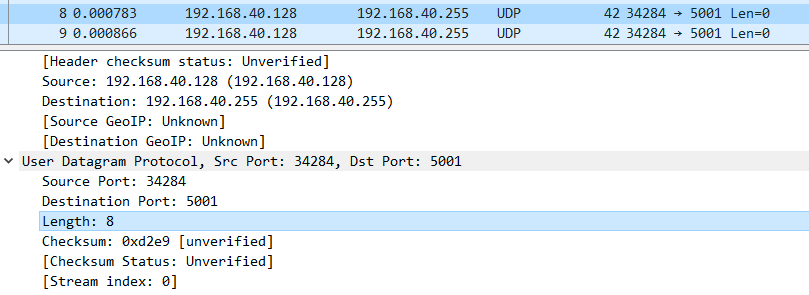 8 0.000783 192.168.40.128 192.168.40.255 UDP 42 34284 → 5001 Len=0
9 0.000866 192.168.40.128 192.168.40.255 UDP 42 34284 → 5001 Len=0
[Header checksum status: Unverified]
Source: 192.168.40.128 (192.168.40.128)
Destination: 192.168.40.255 (192.168.40.255)
[Source GeoIP: Unknown]
[Destination GeoIP: Unknown]
User Datagram Protocol, Src Port: 34284, Dst Port: 5001
Source Port: 34284
Destination Port: 5001
Length: 8
Checksum: 0xd2e9 [unverified]
[Checksum Status: Unverified]
[Stream index: 0]